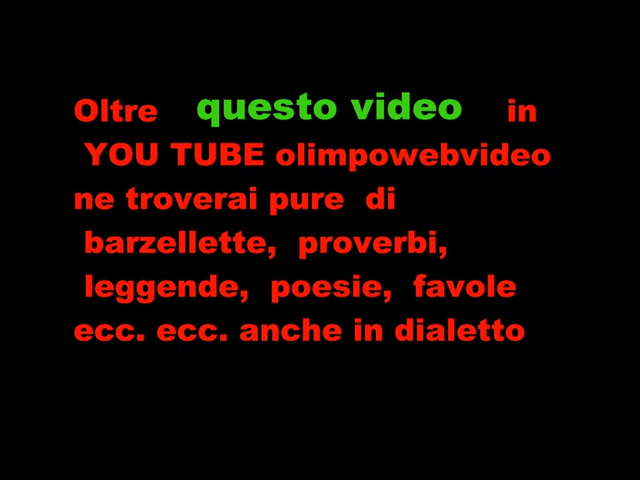 Oltre questo video in
YOU TUBE olimpowebvideo
ne troverai pure di
barzellette, proverbi,
leggende, poesie, favole
ecc. ecc. anche in dialetto